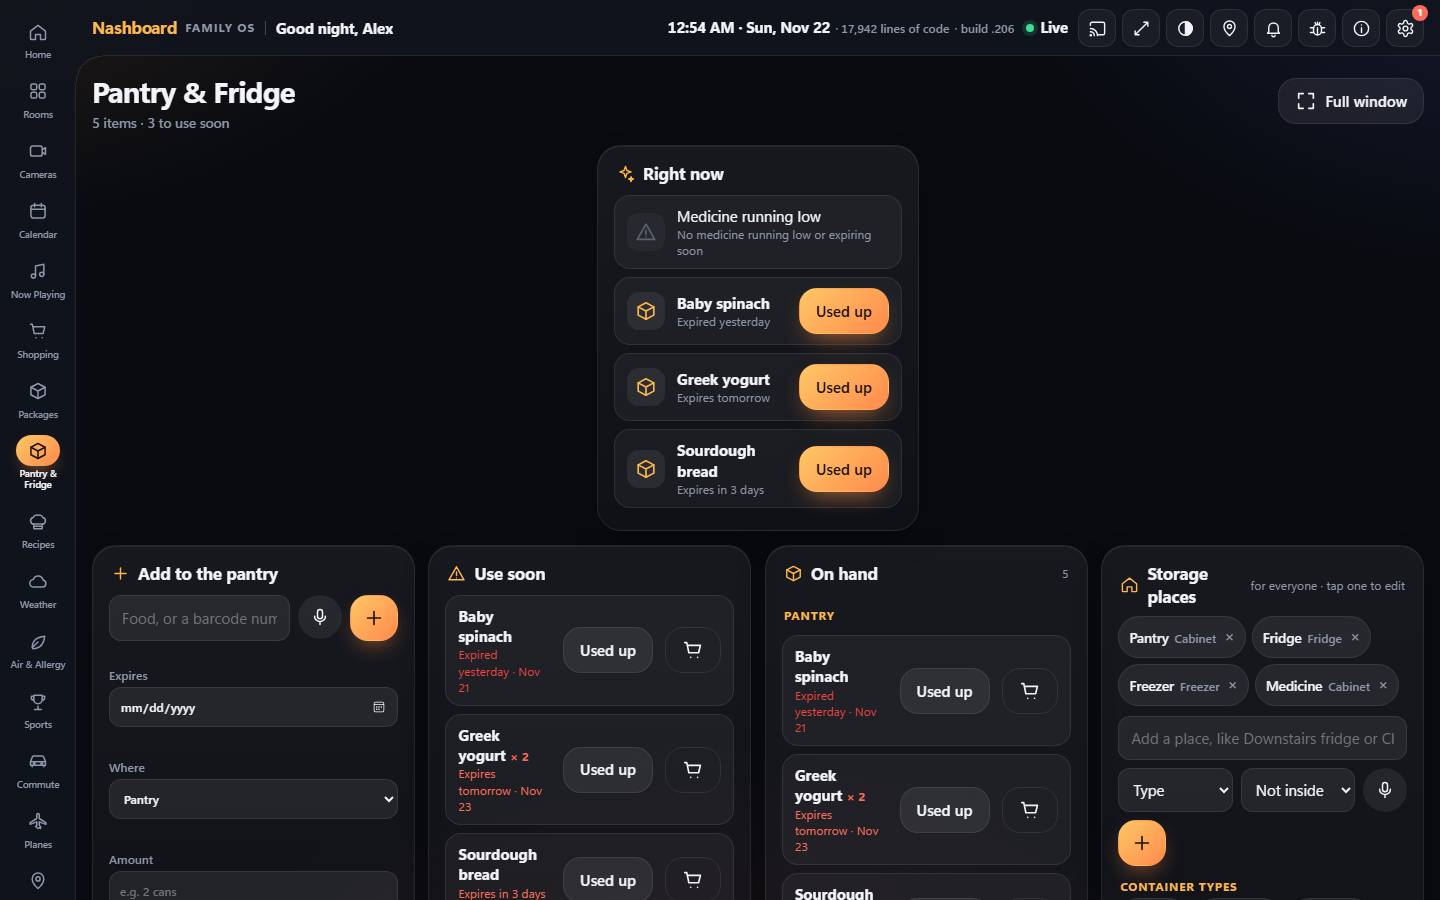 Nashboard FAMILY OS Good night, Alex
12:54 AM · Sun, Nov 22 · 17,942 lines of code · build .206 Live
1
Home
Rooms
Cameras
Calendar
Now Playing
Shopping
Packages
Pantry &
Fridge
Recipes
Weather
Air & Allergy
Sports
Commute
Planes
Pantry & Fridge
5 items · 3 to use soon
Full window
Right now
Medicine running low
No medicine running low or expiring
soon
Baby spinach
Expired yesterday
Used up
Greek yogurt
Expires tomorrow
Used up
Sourdough
bread
Expires in 3 days
Used up
Add to the pantry
Food, or a barcode num
Expires
mm/dd/yyyy
Where
Pantry
Amount
e.g. 2 cans
Use soon
Baby
spinach
Expired
yesterday · Nov
21
Used up
Greek
yogurt × 2
Expires
tomorrow · Nov
23
Used up
Sourdough
bread
Expires in 3 days
Used up
On hand 5
PANTRY
Baby
spinach
Expired
yesterday · Nov
21
Used up
Greek
yogurt × 2
Expires
tomorrow · Nov
23
Used up
Sourdough
Storage
places
for everyone · tap one to edit
Pantry Cabinet ×
Fridge Fridge ×
Freezer Freezer ×
Medicine Cabinet ×
Add a place, like Downstairs fridge or Cl
Type
Not inside
CONTAINER TYPES